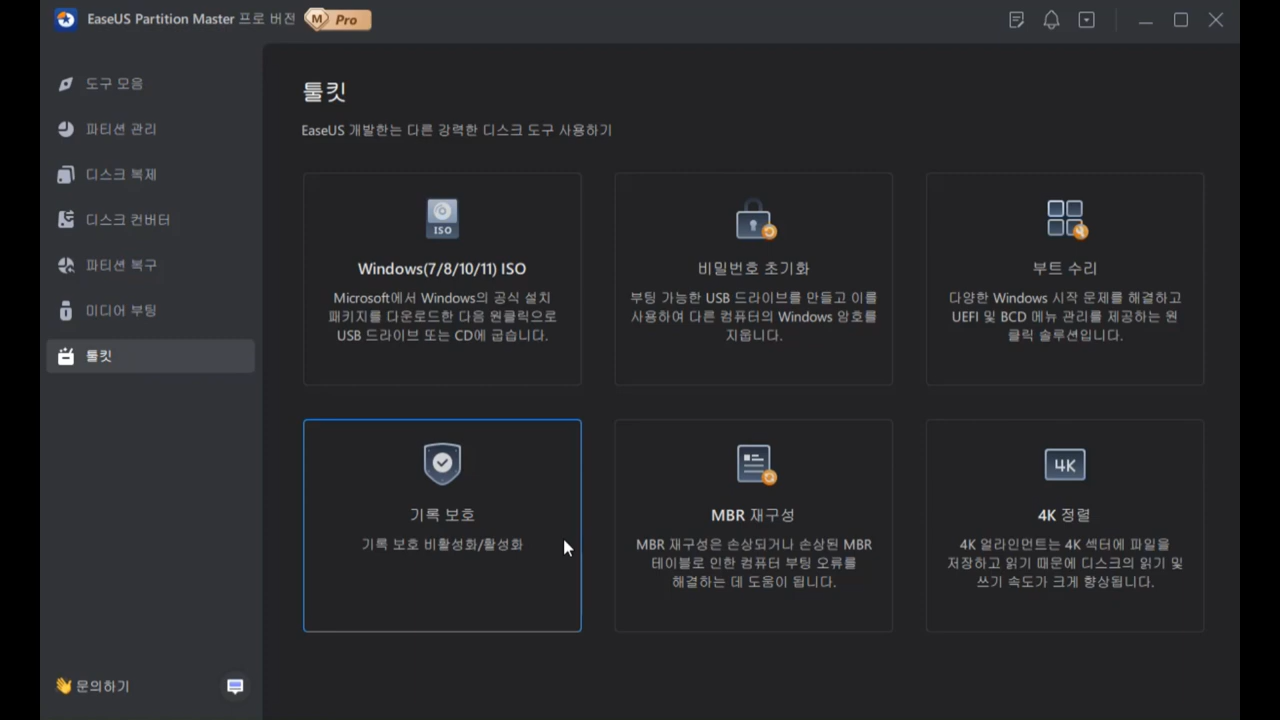 EaseUS Partition Master 프로 버전
M Pro
도구 모음
파티션 관리
디스크 복제
디스크 컨버터
파티션 복구
미디어 부팅
툴킷
문의하기
툴킷
EaseUS 개발한는 다른 강력한 디스크 도구 사용하기
ISO
Windows(7/8/10/11) ISO
Microsoft에서 Windows의 공식 설치
패키지를 다운로드한 다음 원클릭으로
USB 드라이브 또는 CD에 굽습니다.
비밀번호 초기화
부팅 가능한 USB 드라이브를 만들고 이를
사용하여 다른 컴퓨터의 Windows 암호를
지웁니다.
부트 수리
다양한 Windows 시작 문제를 해결하고
UEFI 및 BCD 메뉴 관리를 제공하는 원
클릭 솔루션입니다.
기록 보호
기록 보호 비활성화/활성화
MBR 재구성
MBR 재구성은 손상되거나 손상된 MBR
테이블로 인한 컴퓨터 부팅 오류를
해결하는 데 도움이 됩니다.
4K
4K 정렬
4K 얼라인먼트는 4K 섹터에 파일을
저장하고 읽기 때문에 디스크의 읽기 및
쓰기 속도가 크게 향상됩니다.